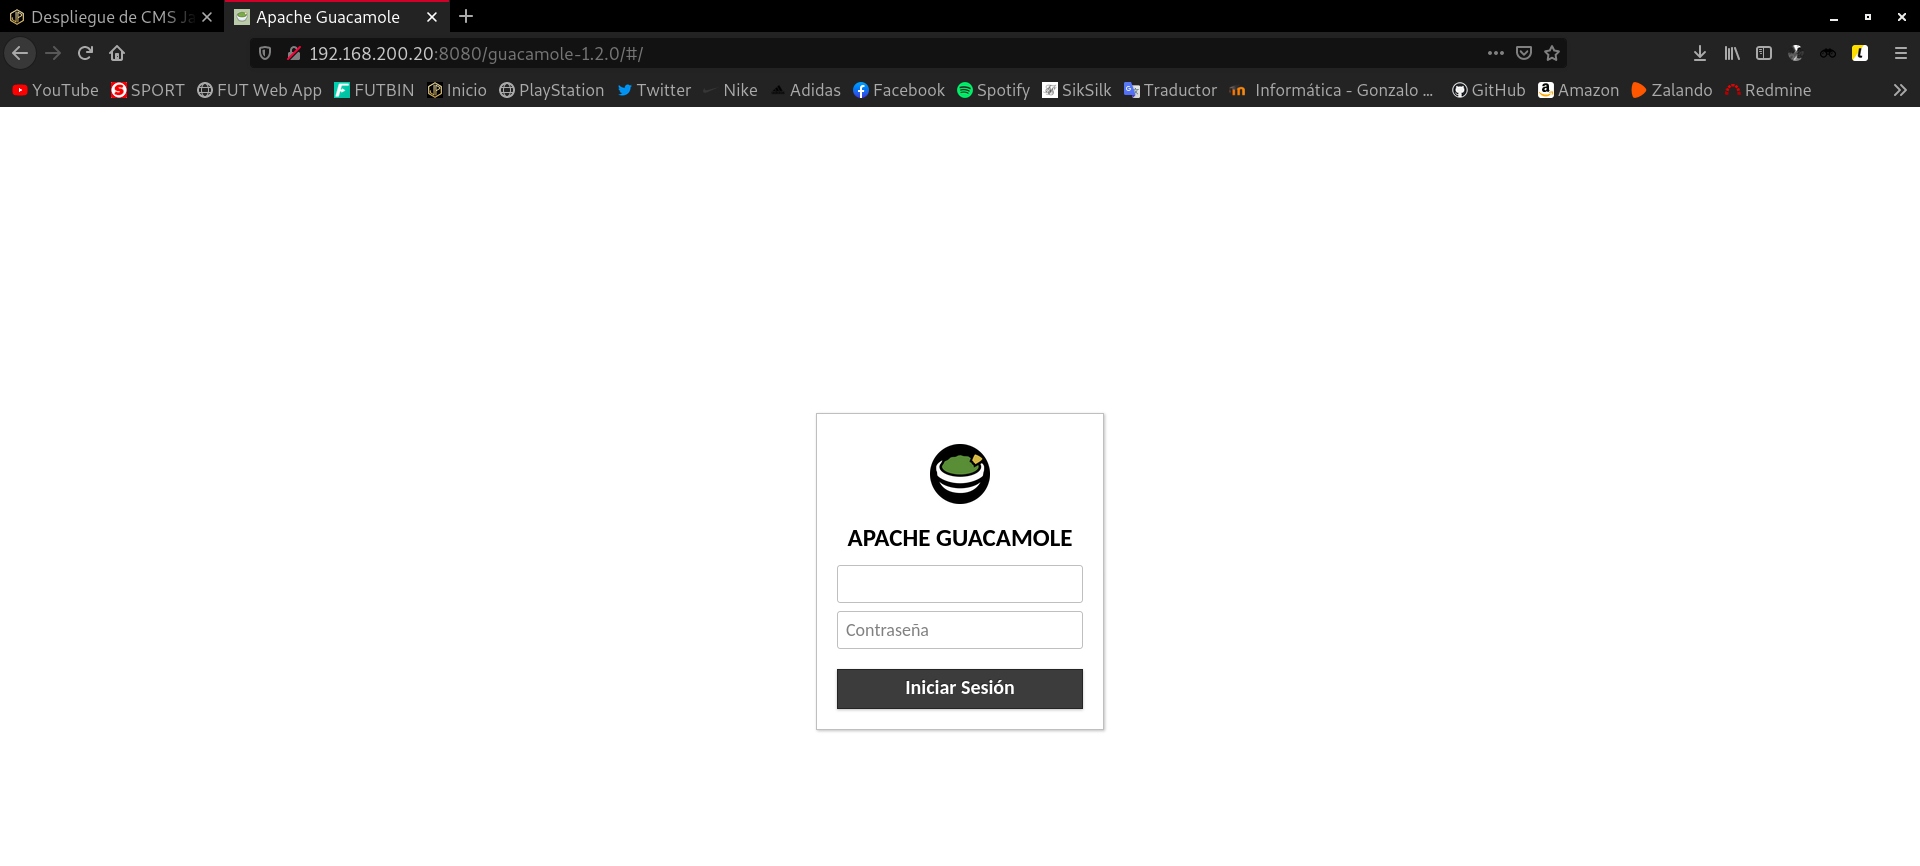 Despliegue de CMS Ja
Apache Guacamole
192.168.200.20:8080/guacamole-1.2.0/#/
YouTube SPORT FUT Web App FUTBIN Inicio PlayStation Twitter Nike Adidas Facebook Spotify SikSilk Traductor Informática - Gonzalo ... GitHub Amazon Zalando Redmine
APACHE GUACAMOLE
Contraseña
Iniciar Sesión